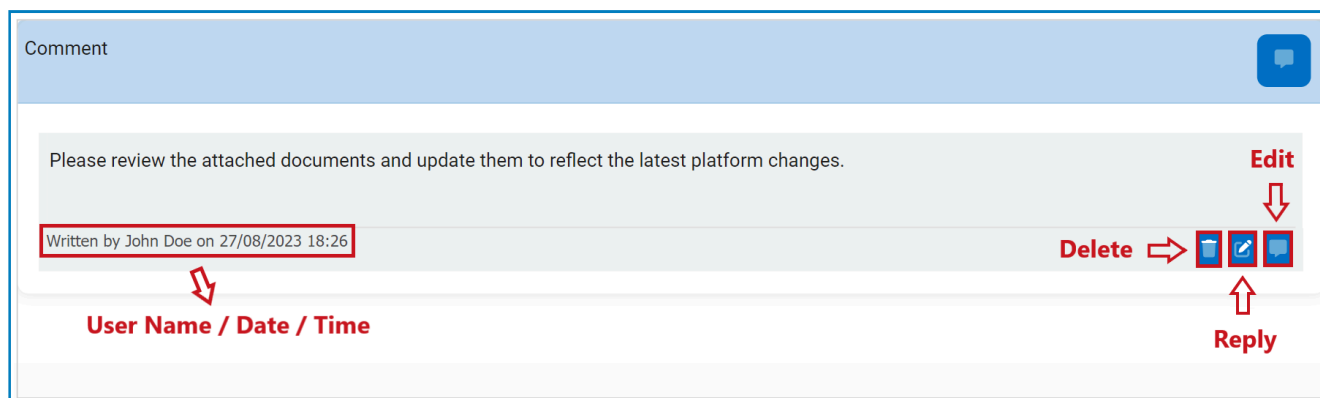 Comment
Please review the attached documents and update them to reflect the latest platform changes.
Edit
Written by John Doe on 27/08/2023 18:26
Delete
User Name / Date / Time
Reply